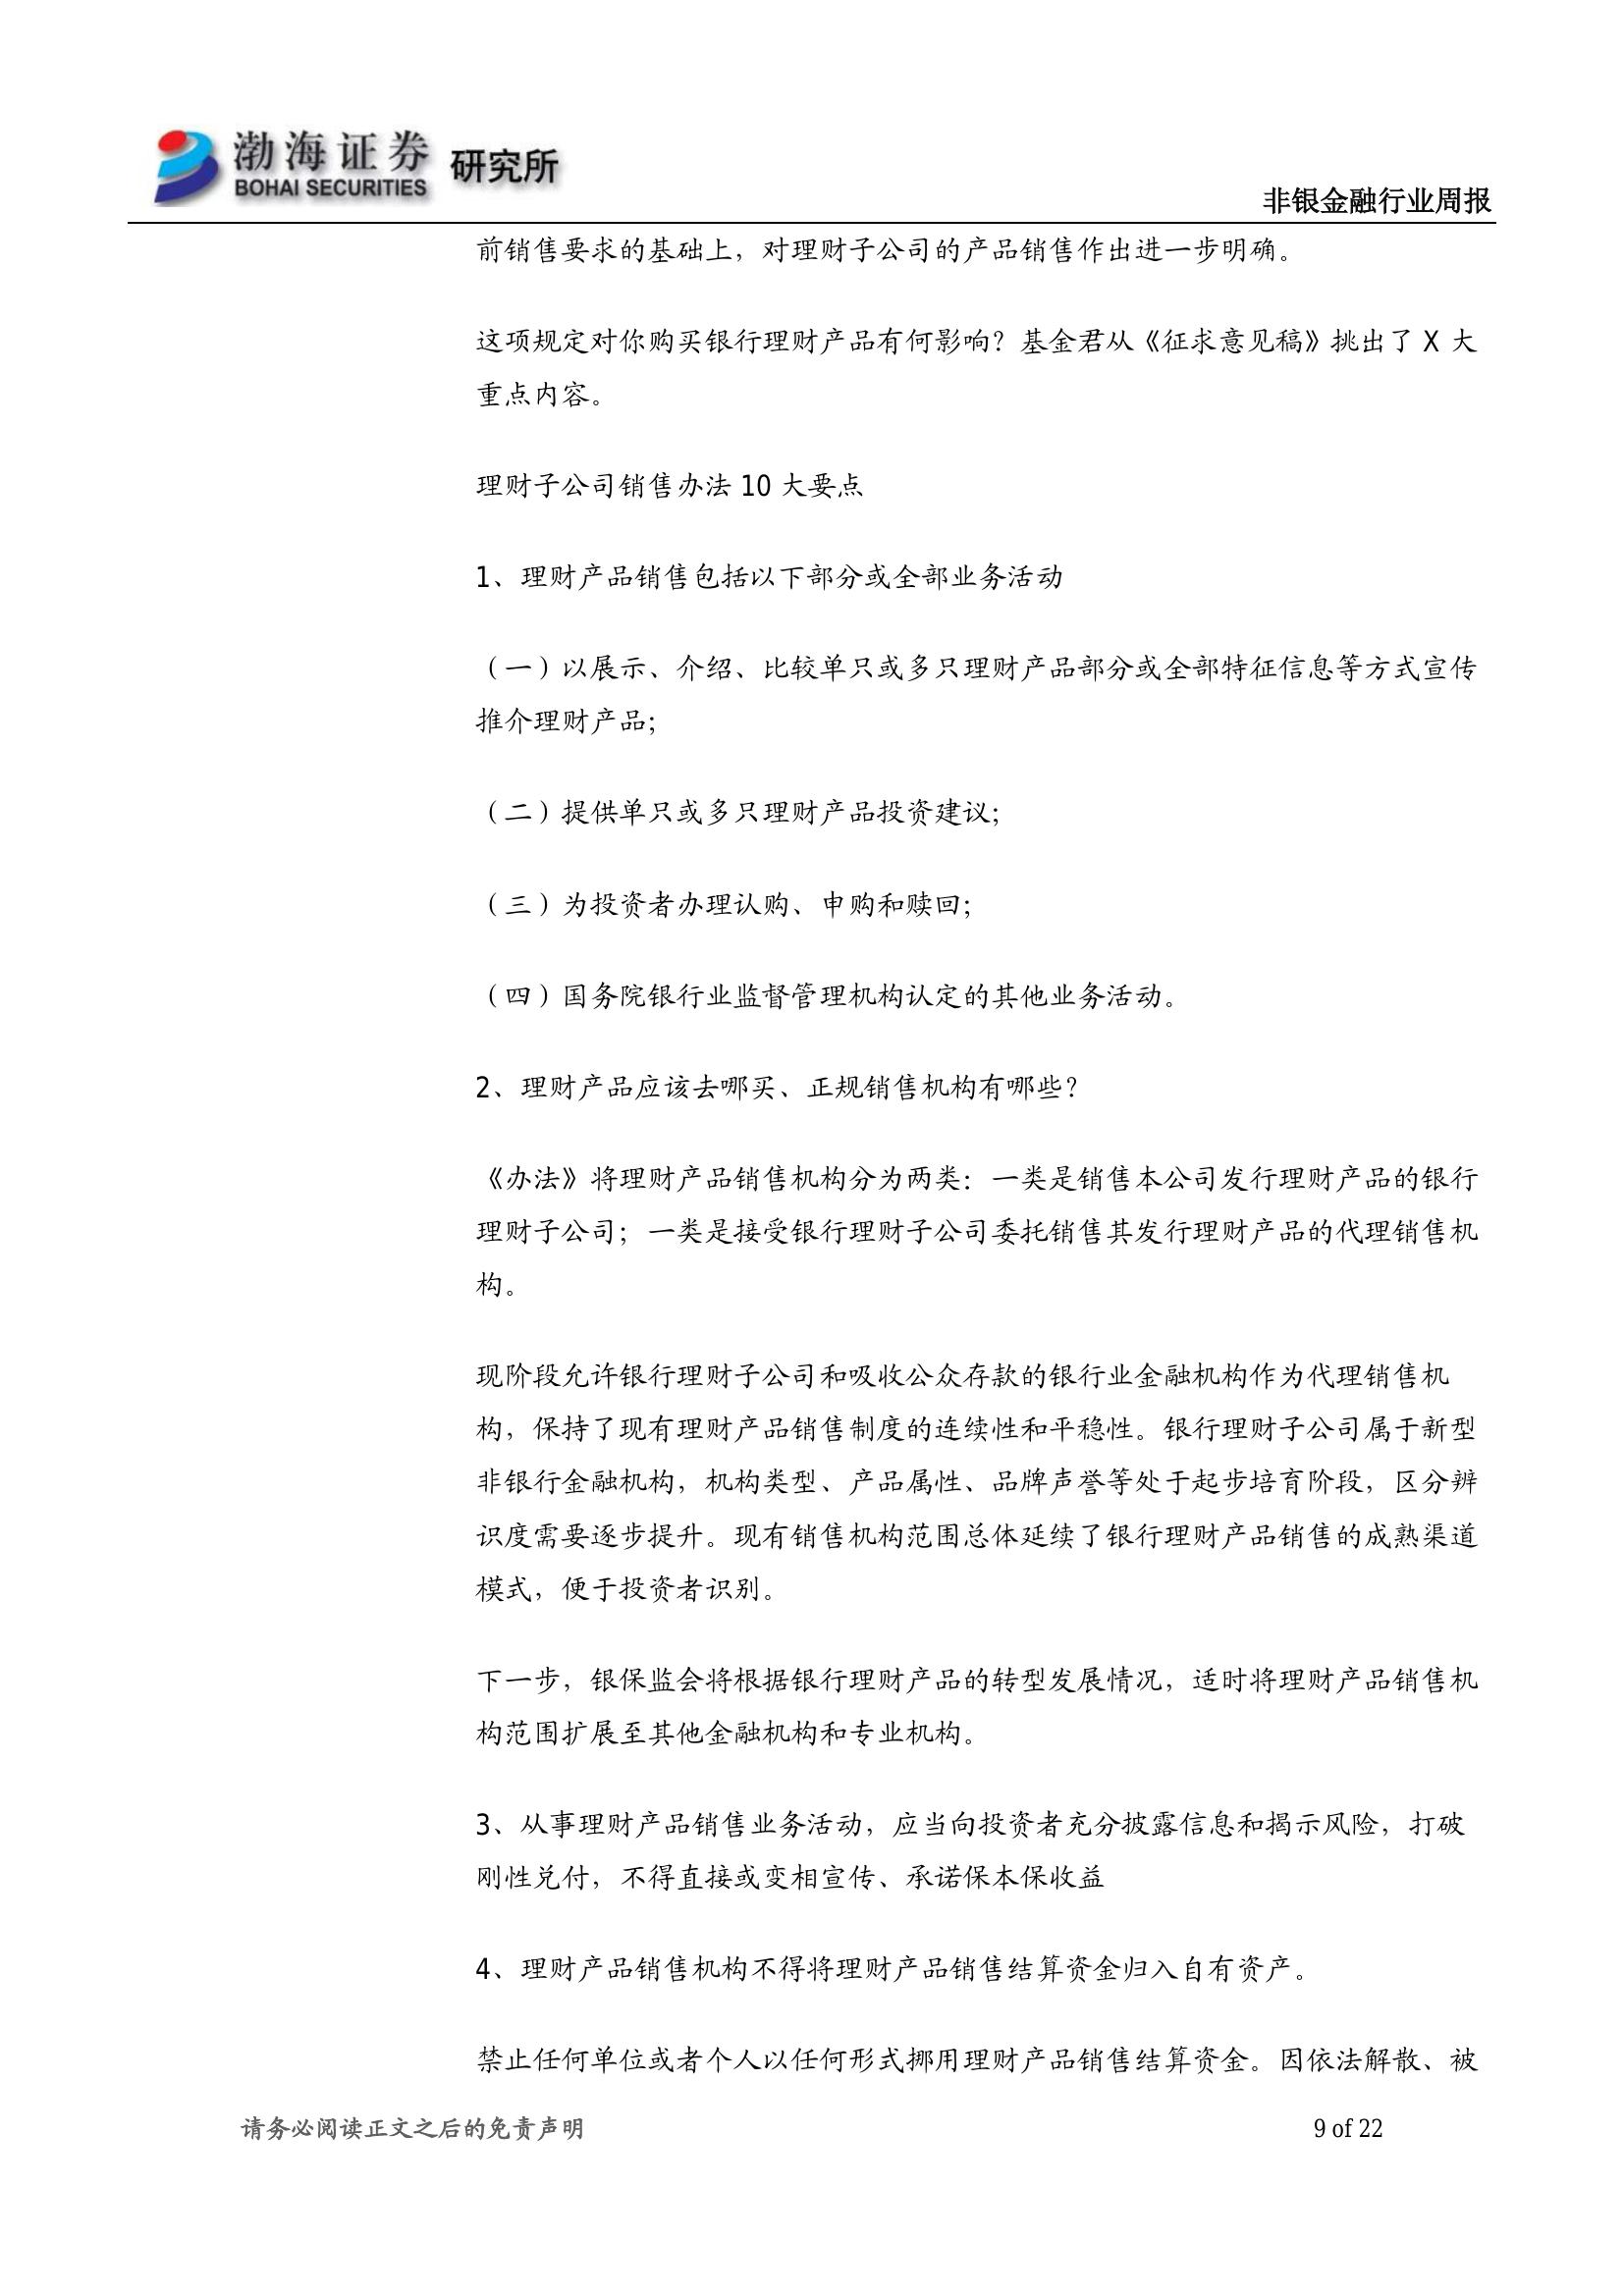 渤海证券 研究所
BOHAI SECURITIES
非银金融行业周报
前销售要求的基础上，对理财子公司的产品销售作出进一步明确。
这项规定对你购买银行理财产品有何影响？基金君从《征求意见稿》挑出了 X 大
重点内容。
理财子公司销售办法 10 大要点
1、理财产品销售包括以下部分或全部业务活动
（一）以展示、介绍、比较单只或多只理财产品部分或全部特征信息等方式宣传
推介理财产品；
（二）提供单只或多只理财产品投资建议；
（三）为投资者办理认购、申购和赎回；
（四）国务院银行业监督管理机构认定的其他业务活动。
2、理财产品应该去哪买、正规销售机构有哪些？
《办法》将理财产品销售机构分为两类：一类是销售本公司发行理财产品的银行
理财子公司；一类是接受银行理财子公司委托销售其发行理财产品的代理销售机
构。
现阶段允许银行理财子公司和吸收公众存款的银行业金融机构作为代理销售机
构，保持了现有理财产品销售制度的连续性和平稳性。银行理财子公司属于新型
非银行金融机构，机构类型、产品属性、品牌声誉等处于起步培育阶段，区分辨
识度需要逐步提升。现有销售机构范围总体延续了银行理财产品销售的成熟渠道
模式，便于投资者识别。
下一步，银保监会将根据银行理财产品的转型发展情况，适时将理财产品销售机
构范围扩展至其他金融机构和专业机构。
3、从事理财产品销售业务活动，应当向投资者充分披露信息和揭示风险，打破
刚性兑付，不得直接或变相宣传、承诺保本保收益
4、理财产品销售机构不得将理财产品销售结算资金归入自有资产。
禁止任何单位或者个人以任何形式挪用理财产品销售结算资金。因依法解散、被
请务必阅读正文之后的免责声明
9 of 22